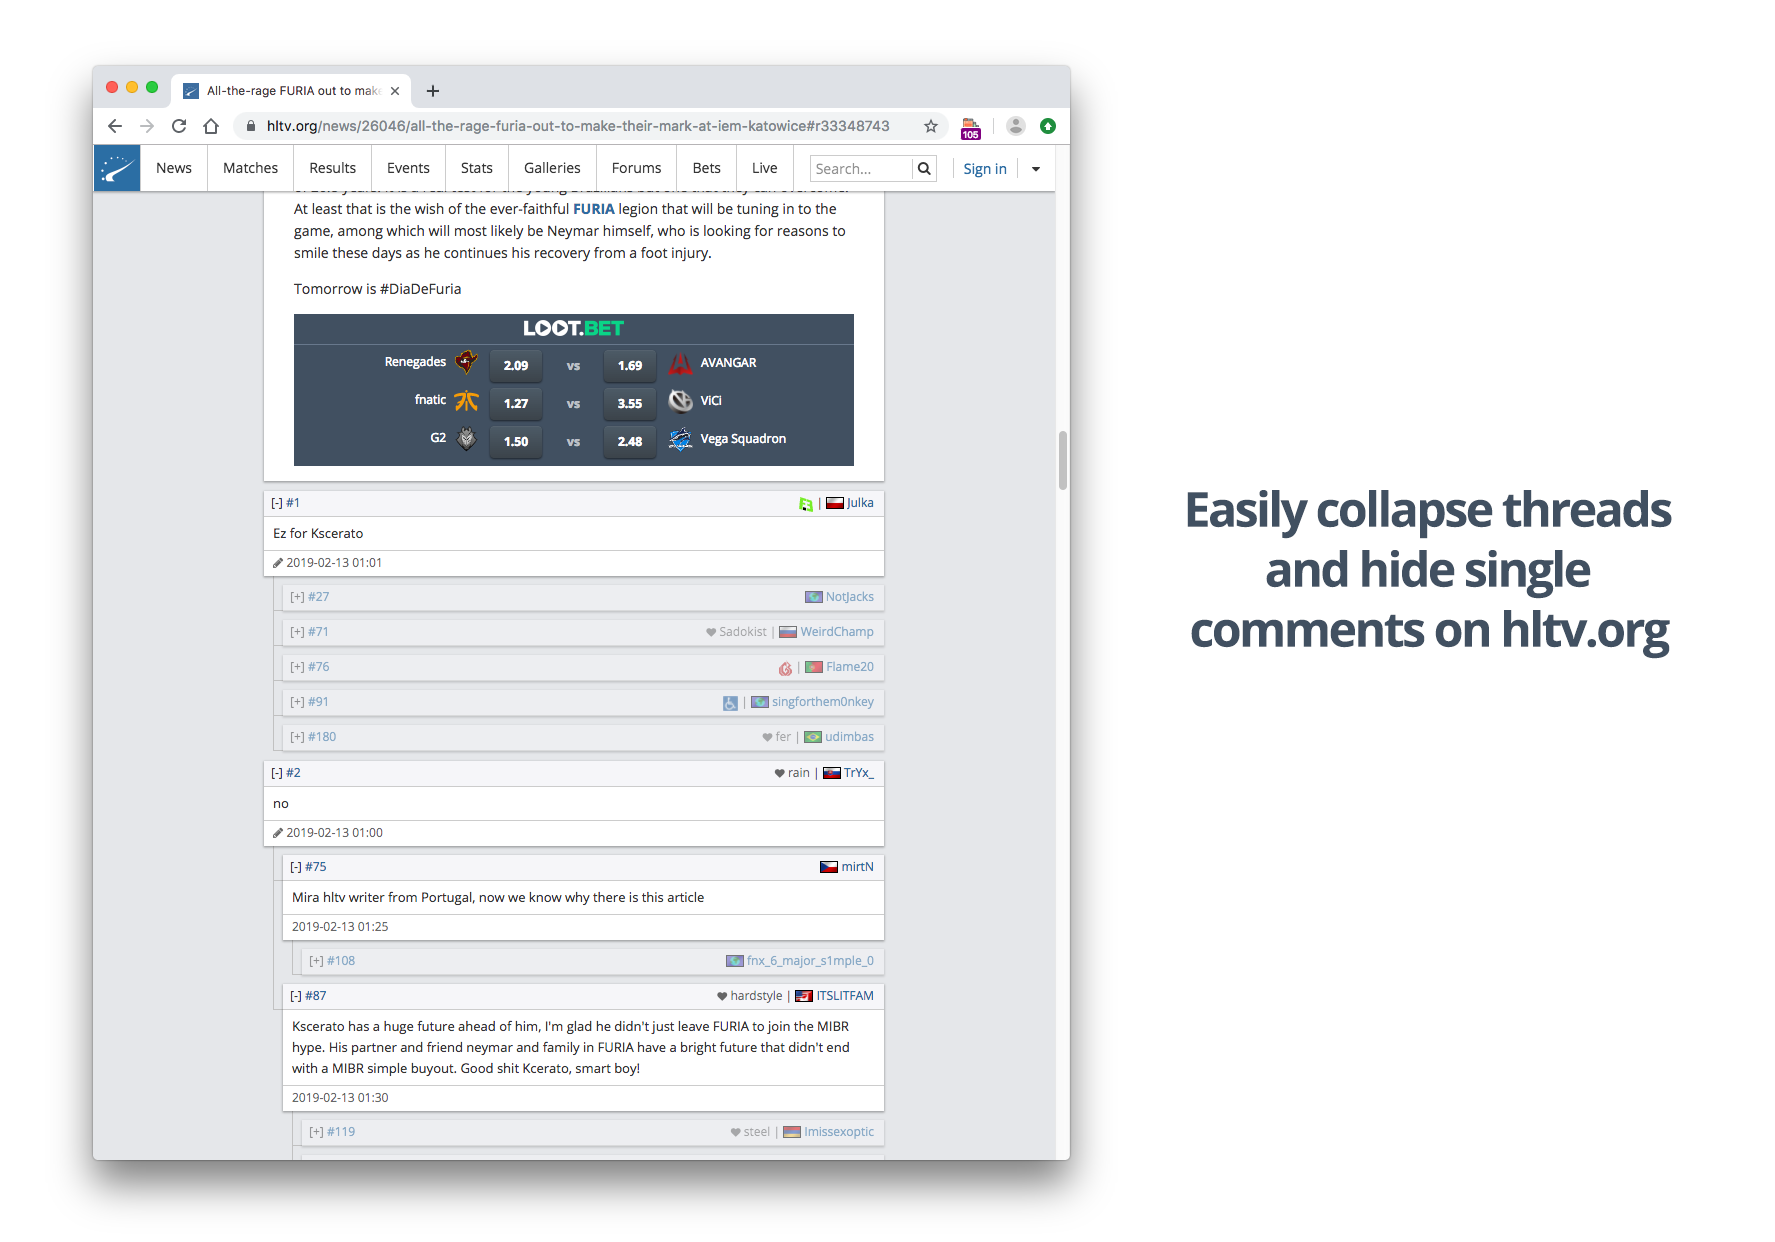 All-the-rage FURIA out to make
hltv.org/news/26046/all-the-rage-furia-out-to-make-their-mark-at-iem-katowice#r33348743
105
News Matches Results Events Stats Galleries Forums Bets Live Search... Sign in
At least that is the wish of the ever-faithful FURIA legion that will be tuning in to the
game, among which will most likely be Neymar himself, who is looking for reasons to
smile these days as he continues his recovery from a foot injury.
Tomorrow is #DiaDeFuria
LOOT.BET
Renegades 2.09 vs 1.69 AVANGAR
fnatic 1.27 vs 3.55 ViCi
G2 1.50 vs 2.48 Vega Squadron
[-] #1 | Julka
Ez for Kscerato
2019-02-13 01:01
[+] #27 NotJacks
[+] #71 Sadokist | WeirdChamp
[+] #76 | Flame20
[+] #91 | singforthem0nkey
[+] #180 fer | udimbas
[-] #2 rain | TrYx_
no
2019-02-13 01:00
[-] #75 mirtN
Mira hltv writer from Portugal, now we know why there is this article
2019-02-13 01:25
[+] #108 fnx_6_major_s1mple_0
[-] #87 hardstyle | ITSLITFAM
Kscerato has a huge future ahead of him, I'm glad he didn't just leave FURIA to join the MIBR
hype. His partner and friend neymar and family in FURIA have a bright future that didn't end
with a MIBR simple buyout. Good shit Kcerato, smart boy!
2019-02-13 01:30
[+] #119 steel | Imissexoptic
Easily collapse threads
and hide single
comments on hltv.org